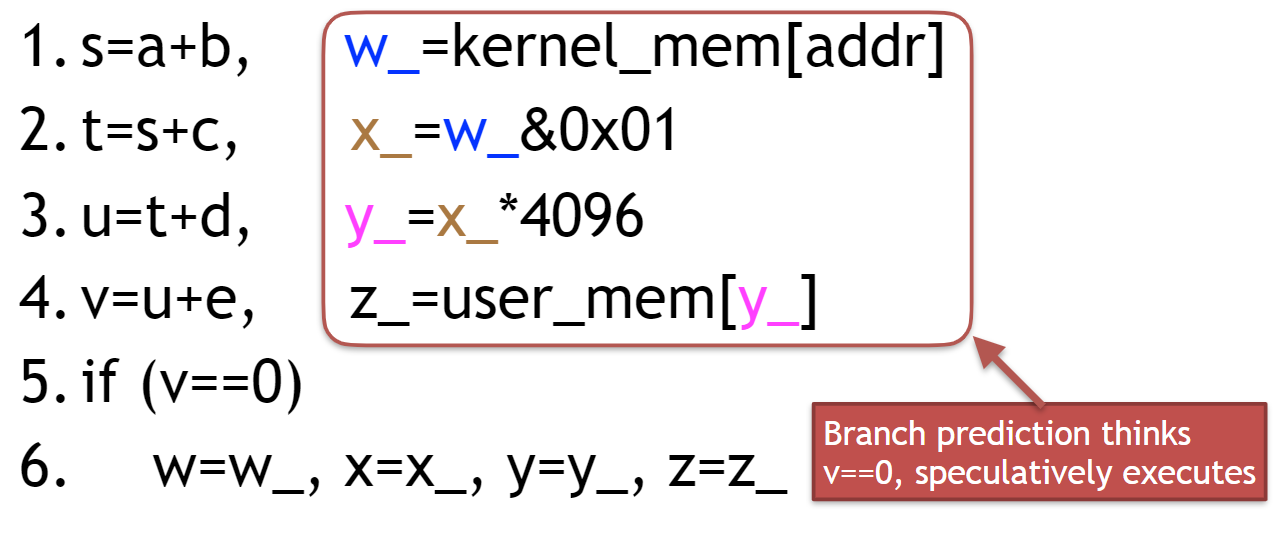 1. s=a+b, w_=kernel_mem[addr]
2. t=s+c, x_=w_&0x01
3. u=t+d, y_=x_*4096
4. v=u+e, z_=user_mem[y_]
5. if (v==0)
6. w=w_, x=x_, y=y_, z=z_
Branch prediction thinks
v==0, speculatively executes